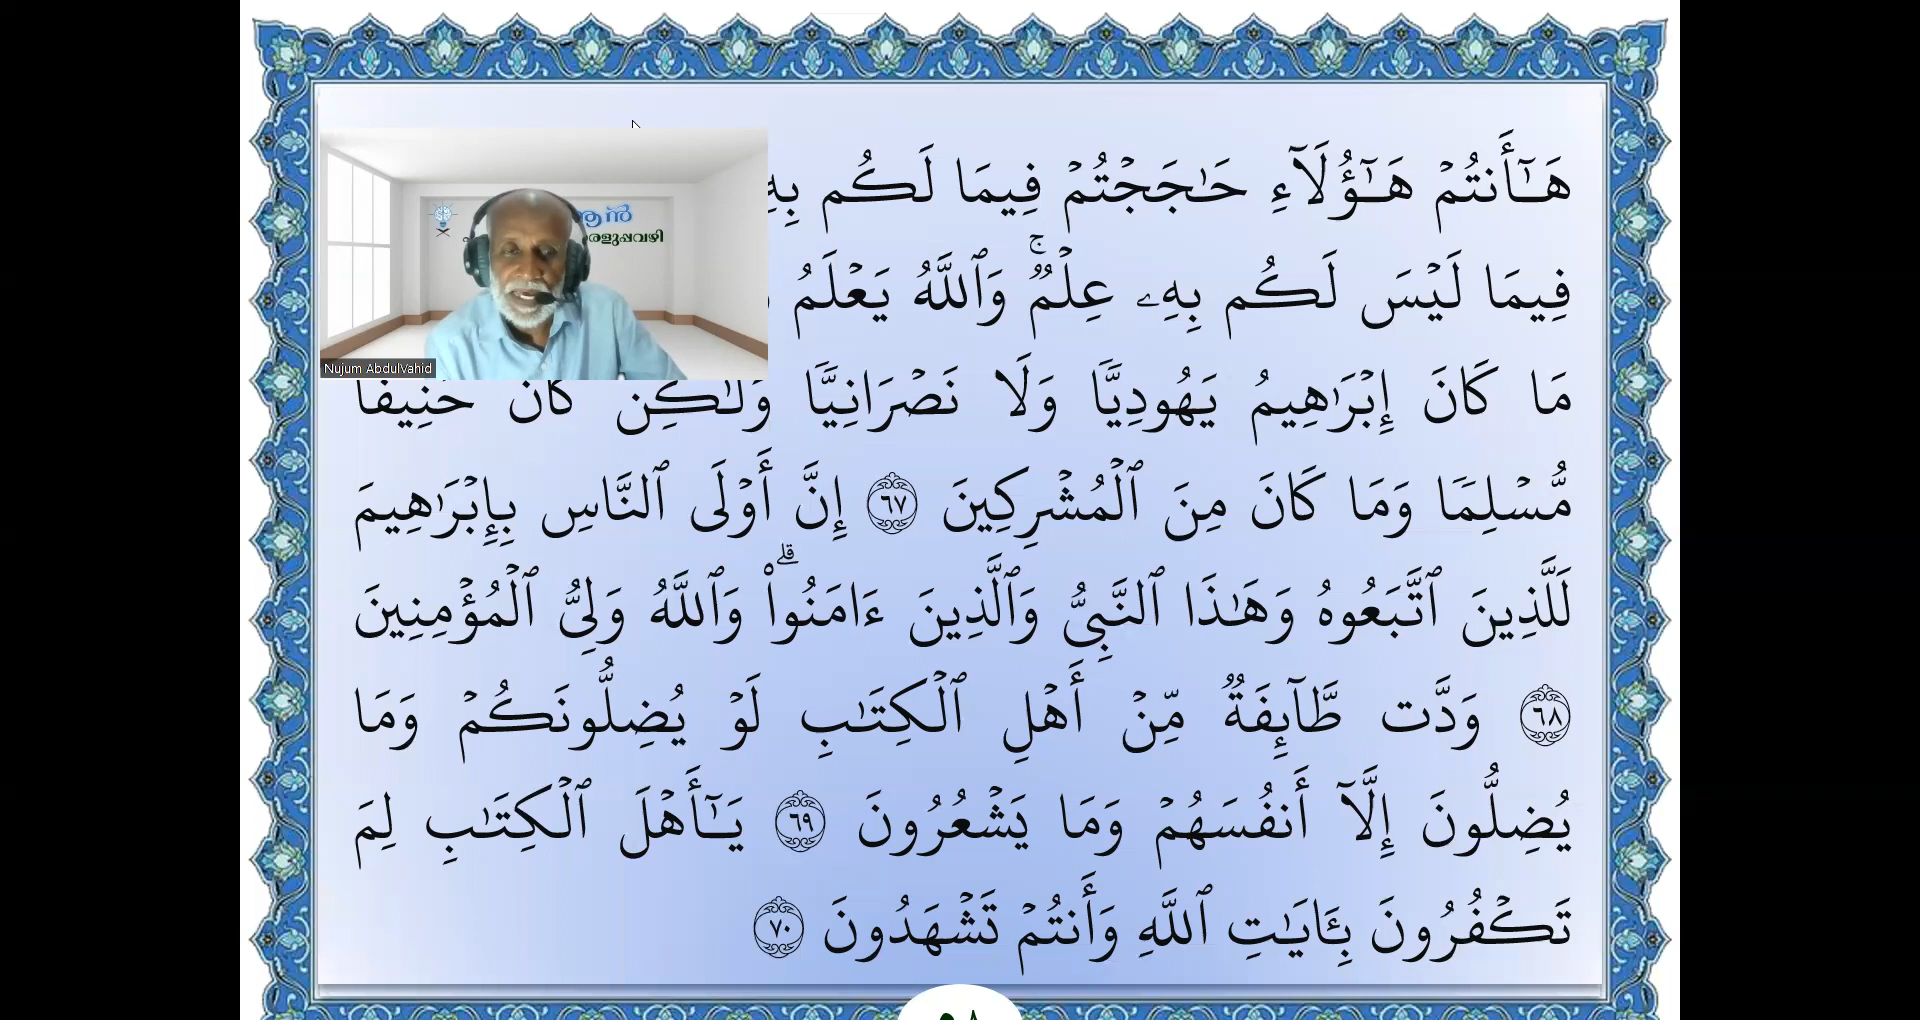 هَـٰٓأَنتُمْ هَـٰٓؤُلَآءِ حَـٰجَجْتُمْ فِيمَا لَكُم بِهِ
فِيمَا لَيْسَ لَكُم بِهِۦ عِلْمٌ ۚ وَٱللَّهُ يَعْلَمُ
مَا كَانَ إِبْرَٰهِيمُ يَهُودِيًّا وَلَا نَصْرَانِيًّا وَلَـٰكِن كَانَ حَنِيفًا
مُّسْلِمًا وَمَا كَانَ مِنَ ٱلْمُشْرِكِينَ ٦٧ إِنَّ أَوْلَى ٱلنَّاسِ بِإِبْرَٰهِيمَ
لَلَّذِينَ ٱتَّبَعُوهُ وَهَـٰذَا ٱلنَّبِىُّ وَٱلَّذِينَ ءَامَنُوا۟ ۗ وَٱللَّهُ وَلِىُّ ٱلْمُؤْمِنِينَ
٦٨ وَدَّت طَّآئِفَةٌ مِّنْ أَهْلِ ٱلْكِتَـٰبِ لَوْ يُضِلُّونَكُمْ وَمَا
يُضِلُّونَ إِلَّآ أَنفُسَهُمْ وَمَا يَشْعُرُونَ ٦٩ يَـٰٓأَهْلَ ٱلْكِتَـٰبِ لِمَ
تَكْفُرُونَ بِـَٔايَـٰتِ ٱللَّهِ وَأَنتُمْ تَشْهَدُونَ ٧٠
Nujum AbdulVahid